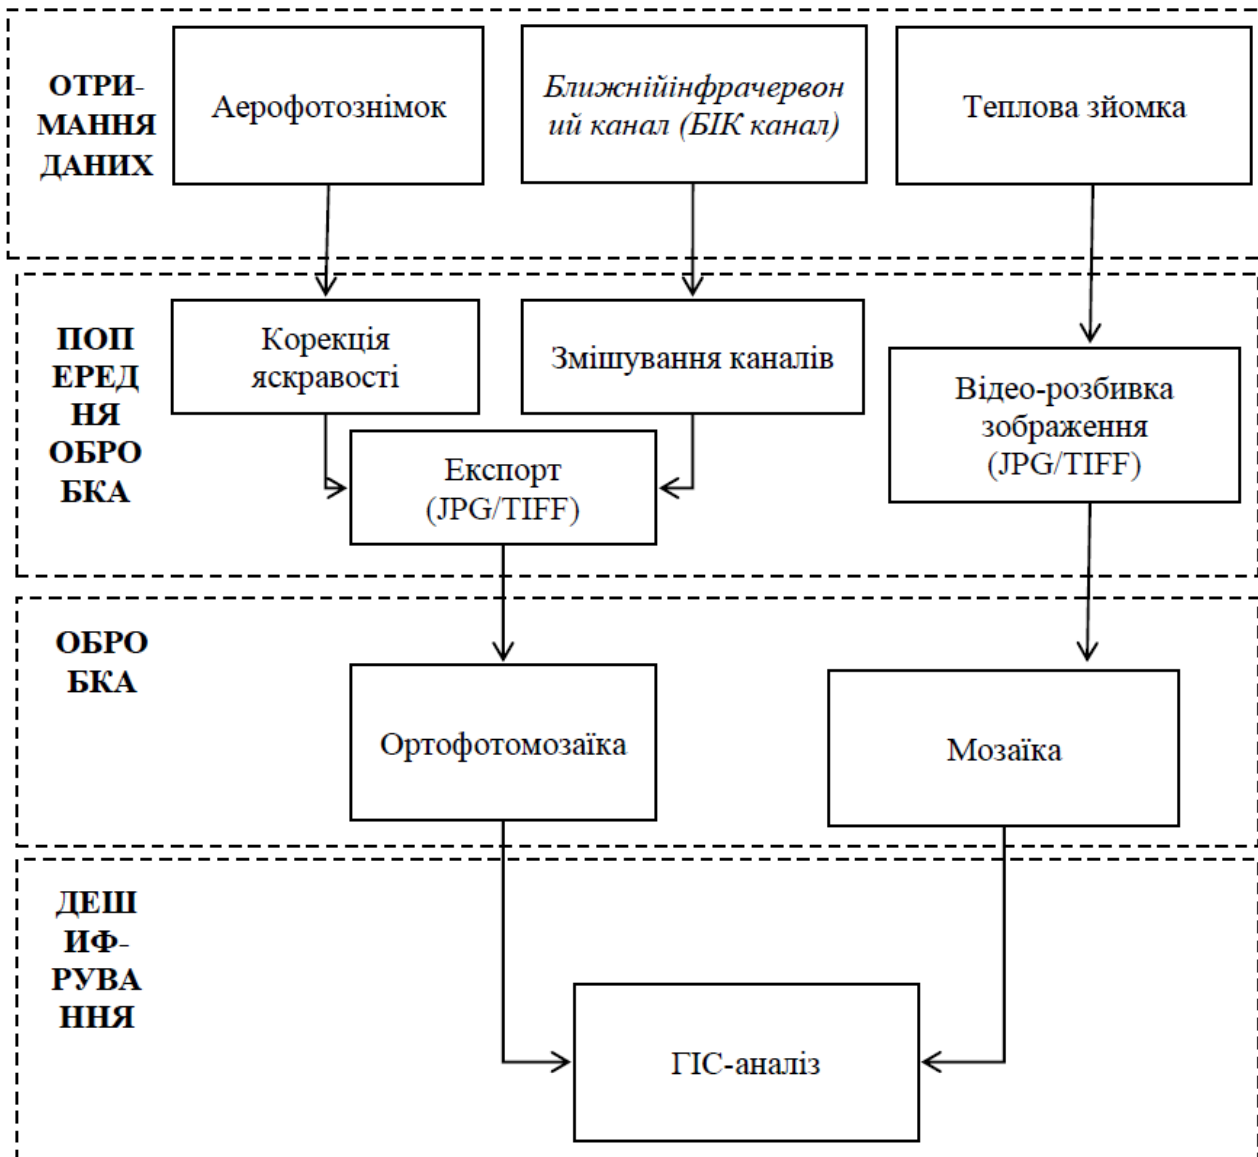 ОТРИ-
МАННЯ
ДАНИХ
Аерофотознімок
Ближнійінфрачервон
ий канал (БІК канал)
Теплова зйомка
ПОП
ЕРЕД
НЯ
ОБРО
БКА
Корекція
яскравості
Змішування каналів
Відео-розбивка
зображення
(JPG/TIFF)
Експорт
(JPG/TIFF)
ОБРО
БКА
Ортофотомозаїка
Мозаїка
ДЕШ
ИФ-
РУВА
ННЯ
ГІС-аналіз